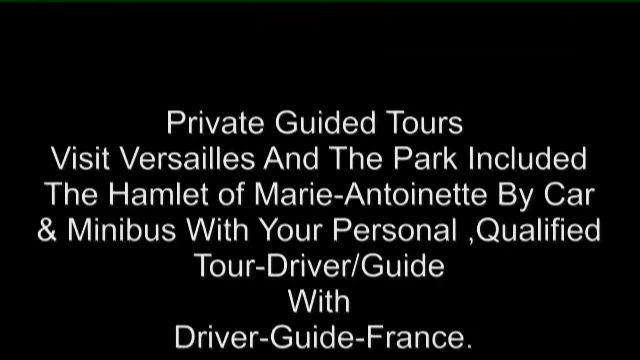 Private Guided Tours
Visit Versailles And The Park Included
The Hamlet of Marie-Antoinette By Car
& Minibus With Your Personal ,Qualified
Tour-Driver/Guide
With
Driver-Guide-France.